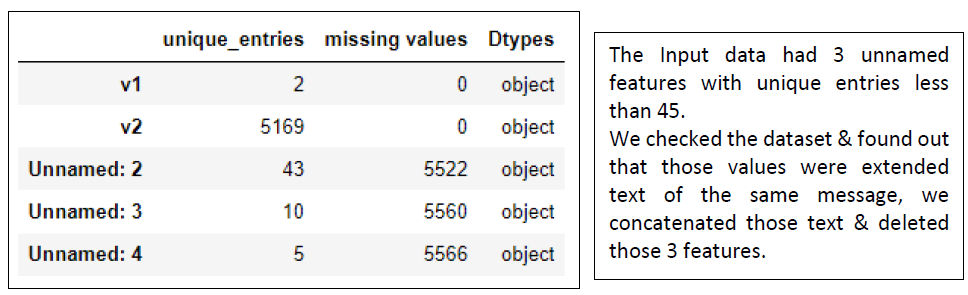 unique_entries missing values Dtypes
v1 2 0 object
v2 5169 0 object
Unnamed: 2 43 5522 object
Unnamed: 3 10 5560 object
Unnamed: 4 5 5566 object
The Input data had 3 unnamed
features with unique entries less
than 45.
We checked the dataset & found out
that those values were extended
text of the same message, we
concatenated those text & deleted
those 3 features.